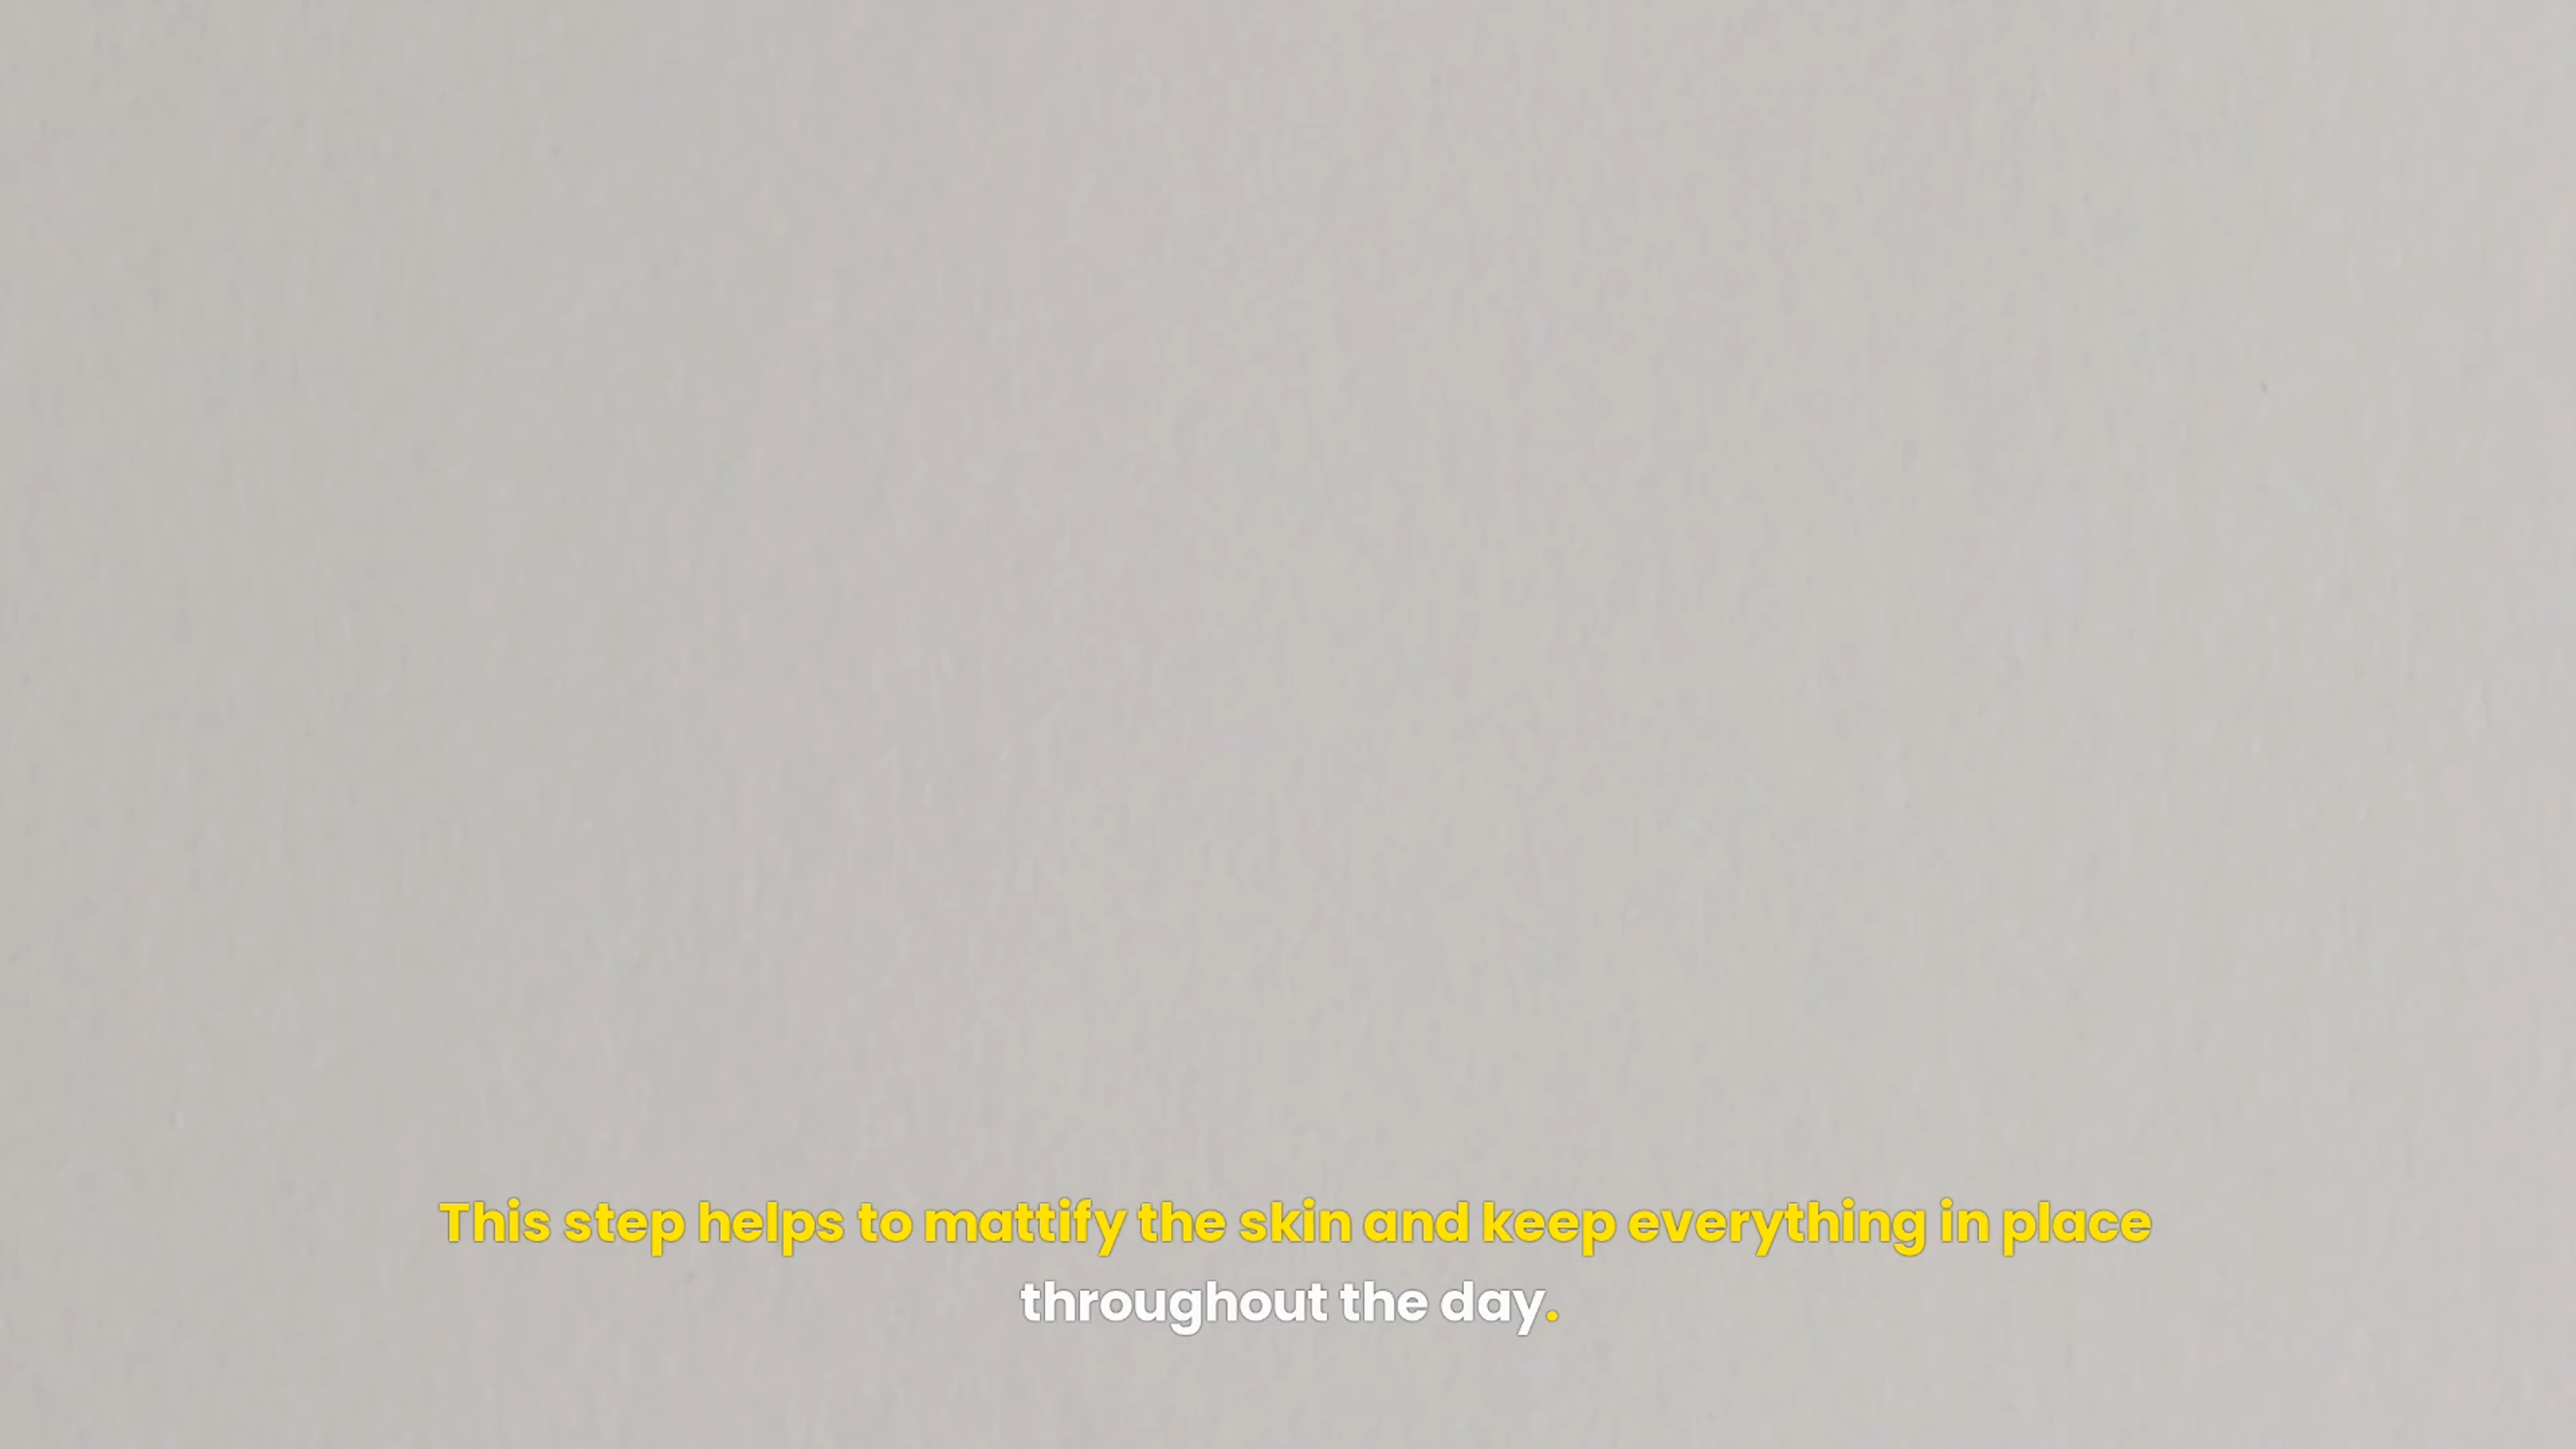 This step helps to mattify the skin and keep everything in place
throughout the day.